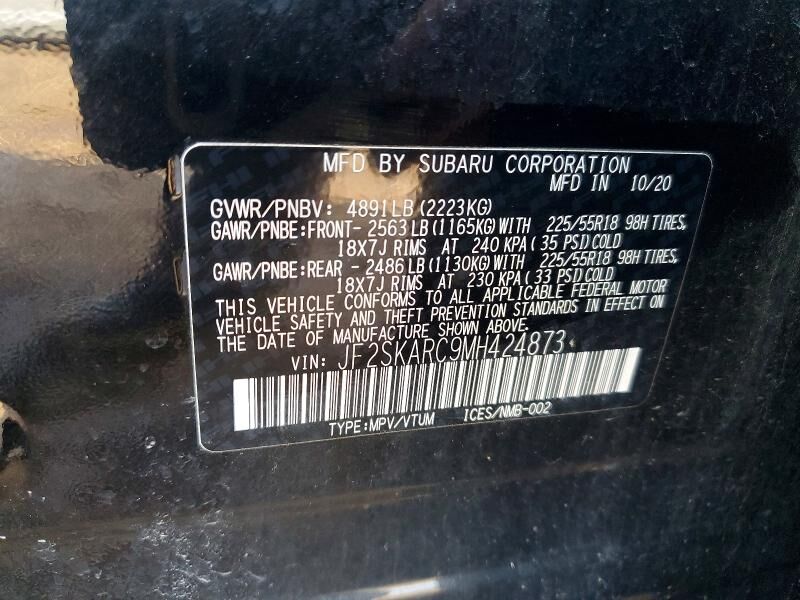 MFD BY SUBARU CORPORATION
MFD IN 10/20
GVWR/PNBV: 4891LB (2223KG)
GAWR/PNBE:FRONT- 2563LB (1165KG) WITH 225/55R18 98H TIRES,
18X7J RIMS AT 240 KPA ( 35 PSI) COLD
GAWR/PNBE:REAR - 2486LB (1130KG) WITH 225/55R18 98H TIRES,
18X7J RIMS AT 230 KPA ( 33 PSI) COLD
THIS VEHICLE CONFORMS TO ALL APPLICABLE FEDERAL MOTOR
VEHICLE SAFETY AND THEFT PREVENTION STANDARDS IN EFFECT ON
THE DATE OF MANUFACTURE SHOWN ABOVE.
VIN: JF2SKARC9MH424873
TYPE:MPV/VTUM ICES/NMB-002